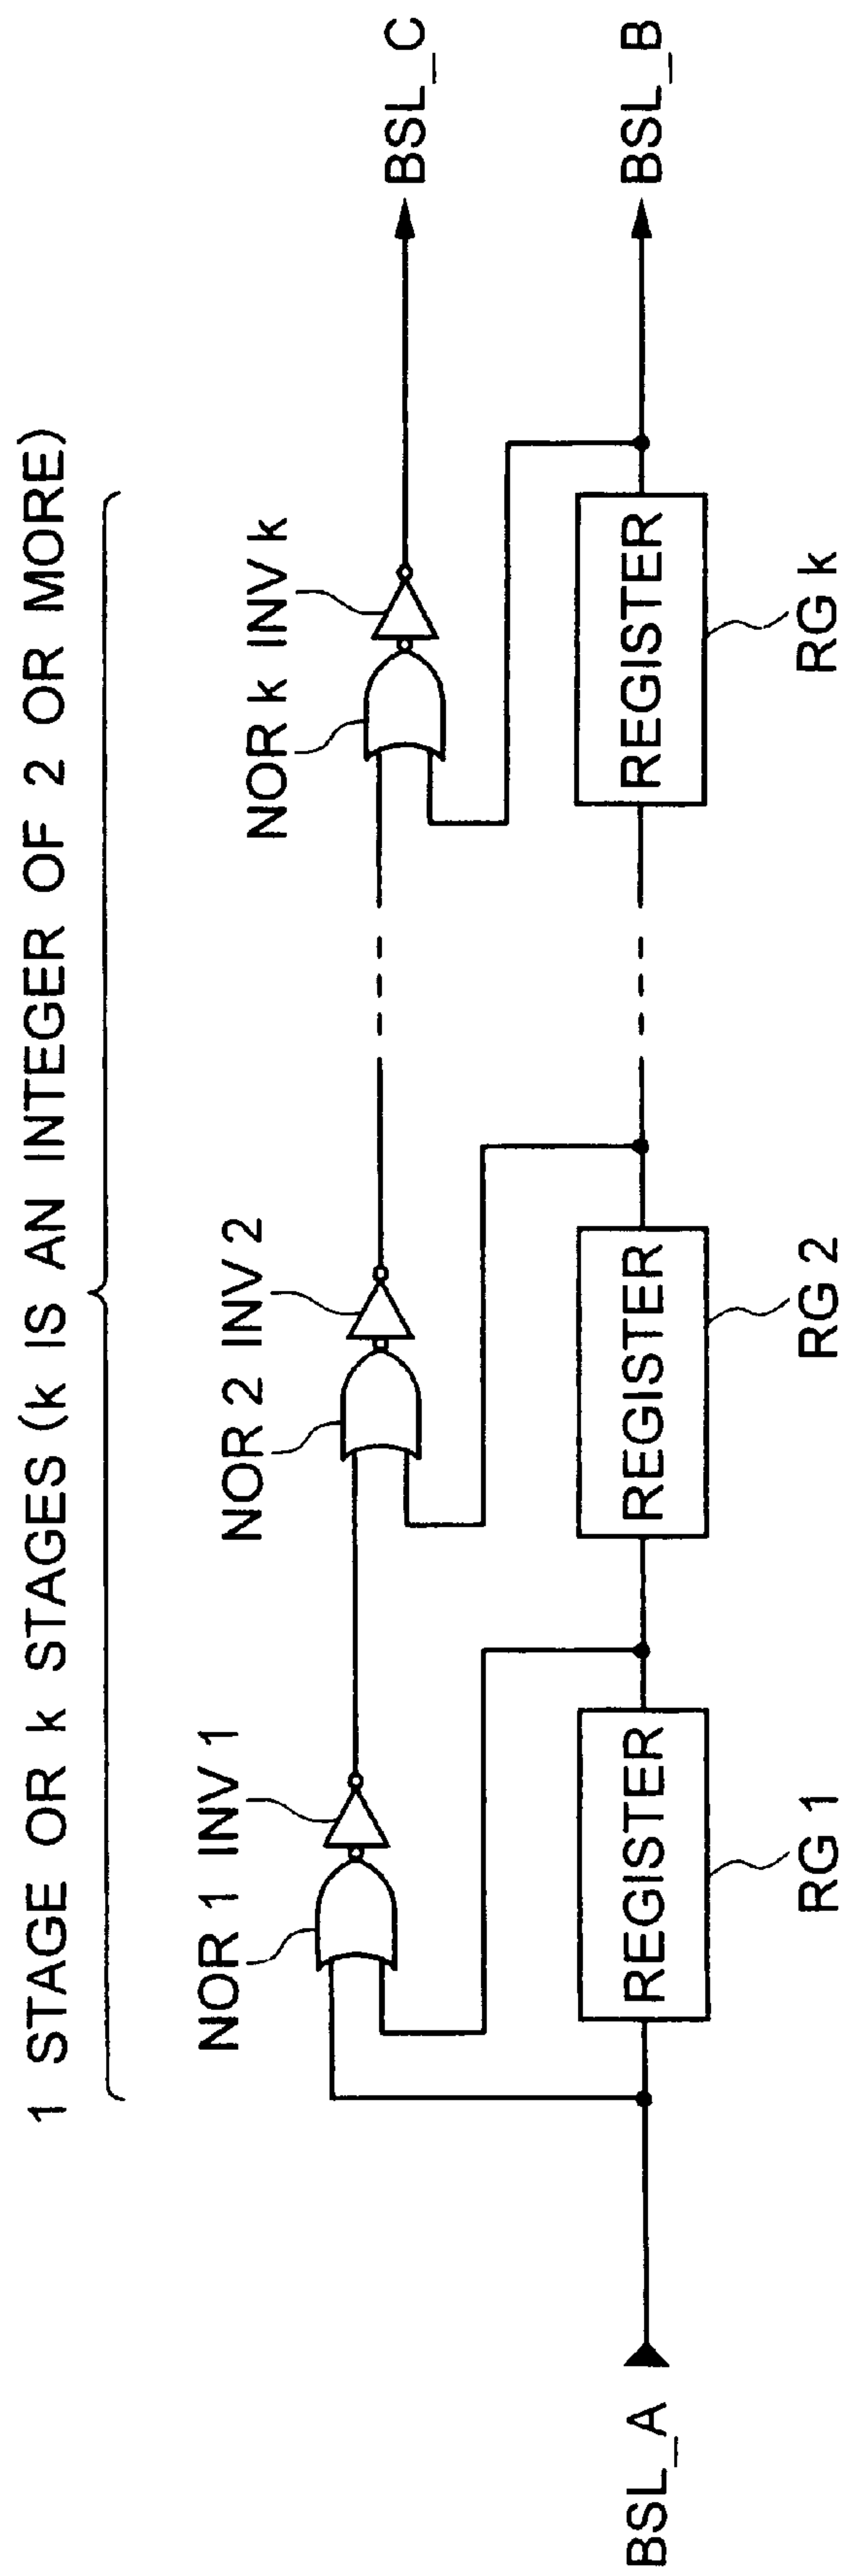 1 STAGE OR k STAGES (k IS AN INTEGER OF 2 OR MORE)
NOR 1 INV 1
NOR 2 INV 2
NOR k INV k
BSL_C
BSL_A
REGISTER
REGISTER
REGISTER
BSL_B
RG 1
RG 2
RG k